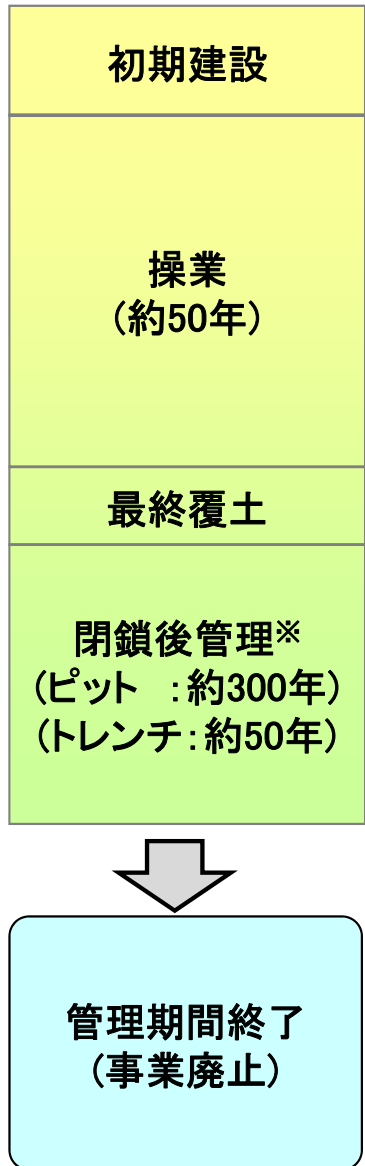 初期建設
操業
(約50年)
最終覆土
閉鎖後管理※
(ピット　:約300年)
(トレンチ:約50年)
管理期間終了
(事業廃止)